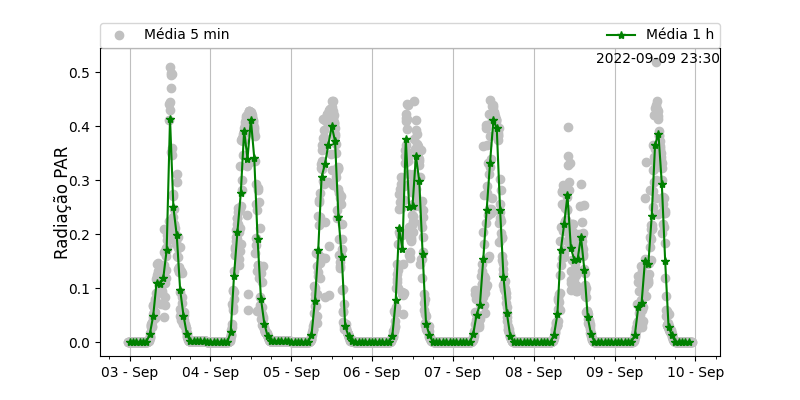 Média 5 min
Média 1 h
2022-09-09 23:30
Radiação PAR
0.5
0.4
0.3
0.2
0.1
0.0
03 - Sep
04 - Sep
05 - Sep
06 - Sep
07 - Sep
08 - Sep
09 - Sep
10 - Sep